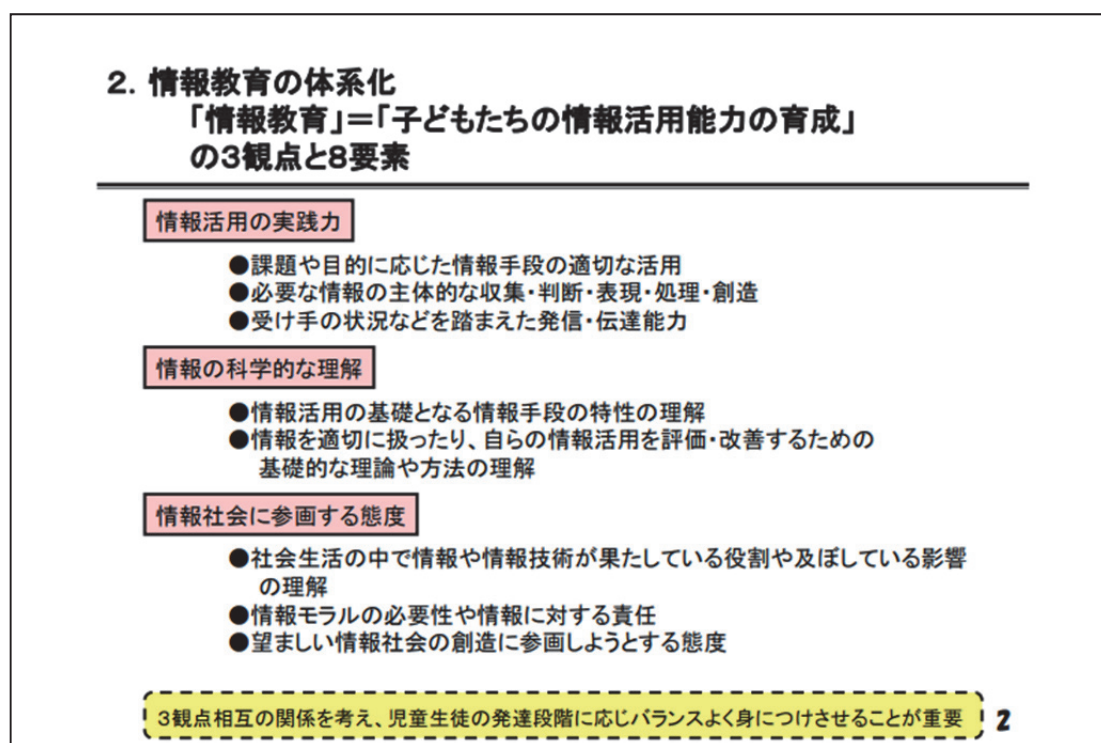 2. 情報教育の体系化
「情報教育」＝「子どもたちの情報活用能力の育成」
の３観点と８要素
情報活用の実践力
●課題や目的に応じた情報手段の適切な活用
●必要な情報の主体的な収集・判断・表現・処理・創造
●受け手の状況などを踏まえた発信・伝達能力
情報の科学的な理解
●情報活用の基礎となる情報手段の特性の理解
●情報を適切に扱ったり、自らの情報活用を評価・改善するための
基礎的な理論や方法の理解
情報社会に参画する態度
●社会生活の中で情報や情報技術が果たしている役割や及ぼしている影響
の理解
●情報モラルの必要性や情報に対する責任
●望ましい情報社会の創造に参画しようとする態度
３観点相互の関係を考え、児童生徒の発達段階に応じバランスよく身につけさせることが重要
2